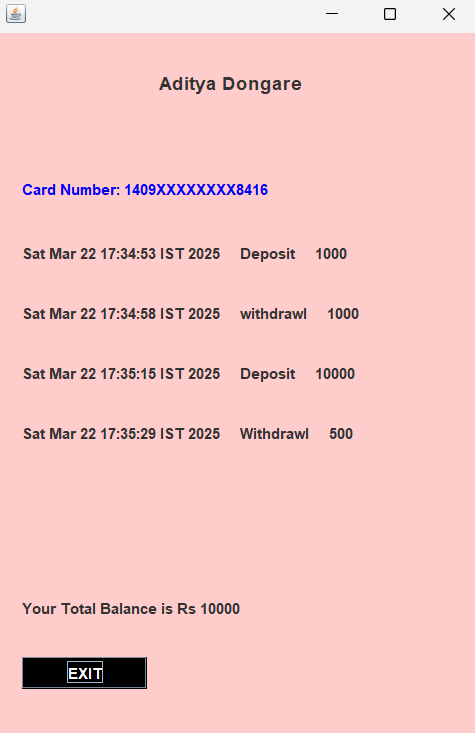 Aditya Dongare
Card Number: 1409XXXXXXXX8416
Sat Mar 22 17:34:53 IST 2025 Deposit 1000
Sat Mar 22 17:34:58 IST 2025 withdrawl 1000
Sat Mar 22 17:35:15 IST 2025 Deposit 10000
Sat Mar 22 17:35:29 IST 2025 Withdrawl 500
Your Total Balance is Rs 10000
EXIT